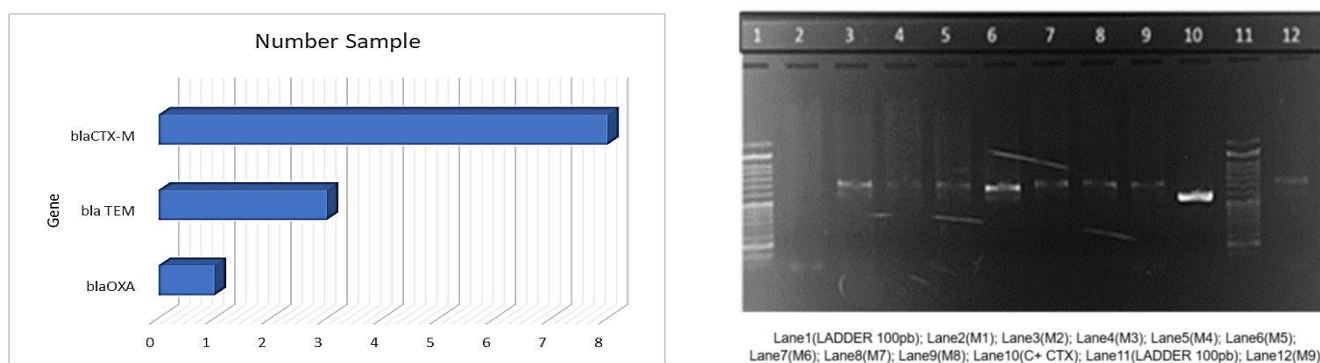 Number Sample
Gene
blaCTX-M
bla TEM
blaOXA
0 1 2 3 4 5 6 7 8
1 2 3 4 5 6 7 8 9 10 11 12
Lane1(LADDER 100pb); Lane2(M1); Lane3(M2); Lane4(M3); Lane5(M4); Lane6(M5);
Lane7(M6); Lane8(M7); Lane9(M8); Lane10(C+ CTX); Lane11(LADDER 100pb); Lane12(M9)